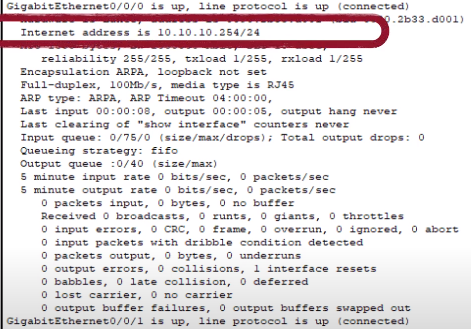 GigabitEthernet0/0/0 is up, line protocol is up (connected)
0.2b33.d001)
Internet address is 10.10.10.254/24
reliability 255/255, txload 1/255, rxload 1/255
Encapsulation ARPA, loopback not set
Full-duplex, 100Mb/s, media type is RJ45
ARP type: ARPA, ARP Timeout 04:00:00,
Last input 00:00:08, output 00:00:05, output hang never
Last clearing of "show interface" counters never
Input queue: 0/75/0 (size/max/drops); Total output drops: 0
Queueing strategy: fifo
Output queue :0/40 (size/max)
5 minute input rate 0 bits/sec, 0 packets/sec
5 minute output rate 0 bits/sec, 0 packets/sec
0 packets input, 0 bytes, 0 no buffer
Received 0 broadcasts, 0 runts, 0 giants, 0 throttles
0 input errors, 0 CRC, 0 frame, 0 overrun, 0 ignored, 0 abort
0 input packets with dribble condition detected
0 packets output, 0 bytes, 0 underruns
0 output errors, 0 collisions, 1 interface resets
0 babbles, 0 late collision, 0 deferred
0 lost carrier, 0 no carrier
0 output buffer failures, 0 output buffers swapped out
GigabitEthernet0/0/1 is up, line protocol is up (connected)